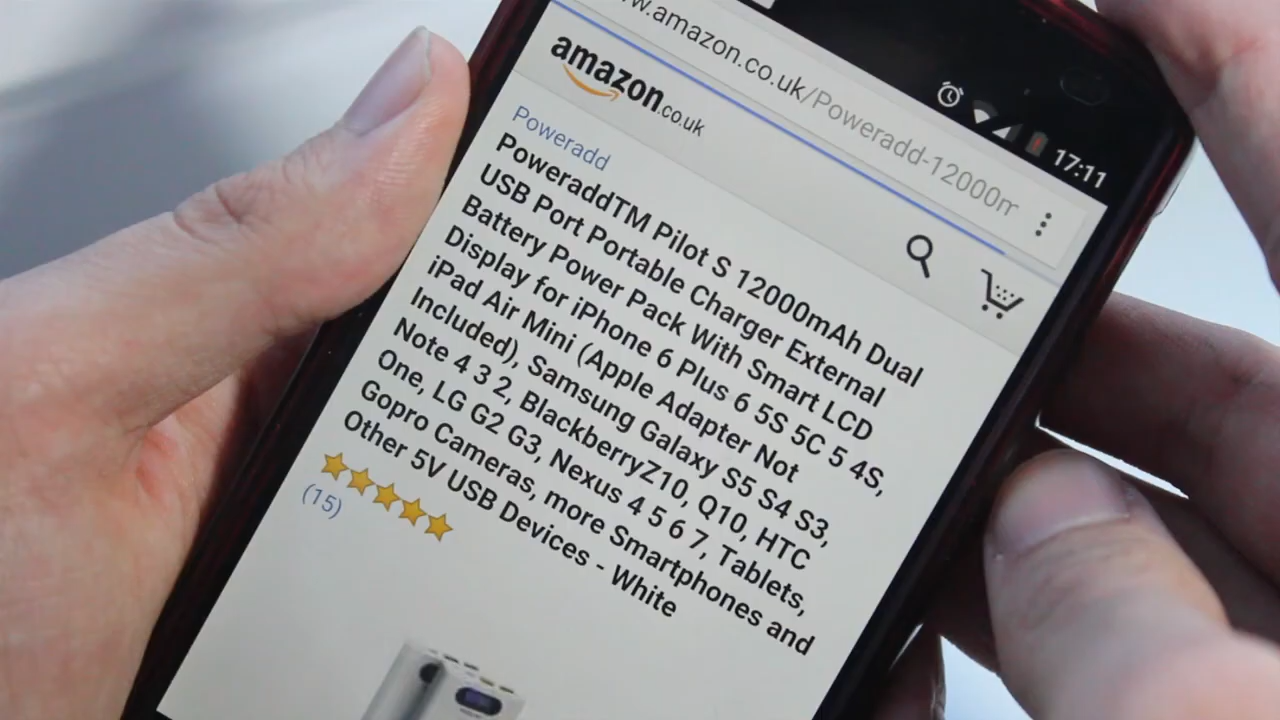 17:11
w.amazon.co.uk/Poweradd-12000m
amazon.co.uk
Poweradd
PoweraddTM Pilot S 12000mAh Dual
USB Port Portable Charger External
Battery Power Pack With Smart LCD
Display for iPhone 6 Plus 6 5S 5C 5 4S,
iPad Air Mini (Apple Adapter Not
Included), Samsung Galaxy S5 S4 S3,
Note 4 3 2, BlackberryZ10, Q10, HTC
One, LG G2 G3, Nexus 4 5 6 7, Tablets,
Gopro Cameras, more Smartphones and
Other 5V USB Devices - White
(15)